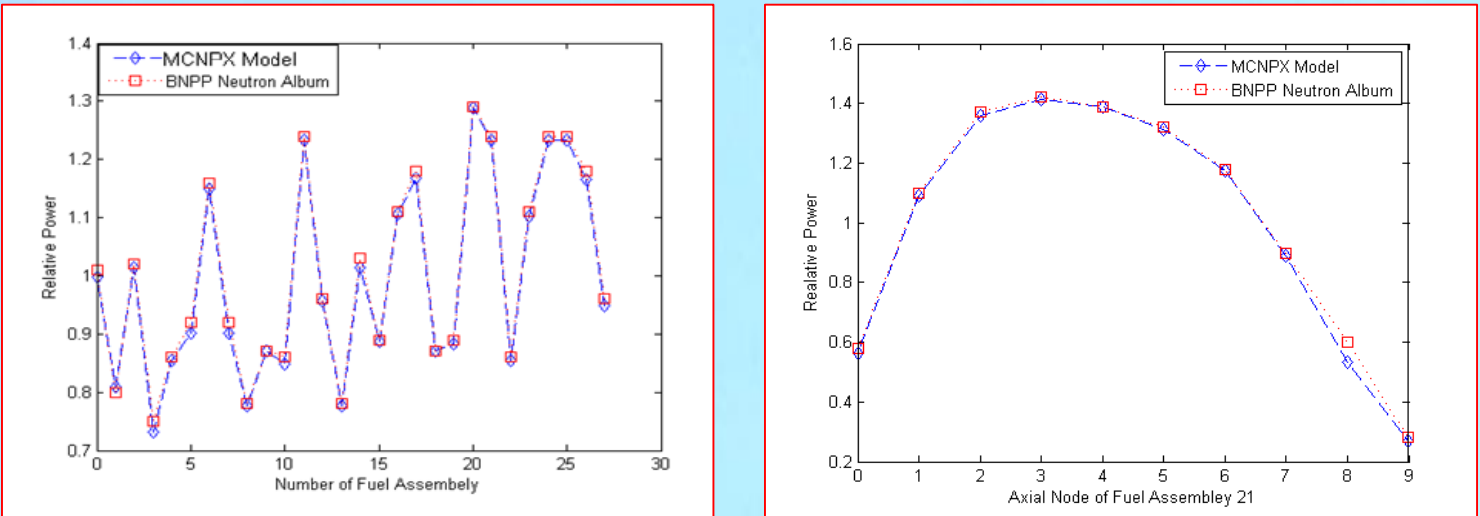 1.4
1.3
1.2
1.1
1
0.9
0.8
0.7
Relative Power
MCNPX Model
BNPP Neutron Album
0 5 10 15 20 25 30
Number of Fuel Assembely
1.6
1.4
1.2
1
0.8
0.6
0.4
0.2
Realative Power
MCNPX Model
BNPP Neutron Album
0 1 2 3 4 5 6 7 8 9
Axial Node of Fuel Assembley 21